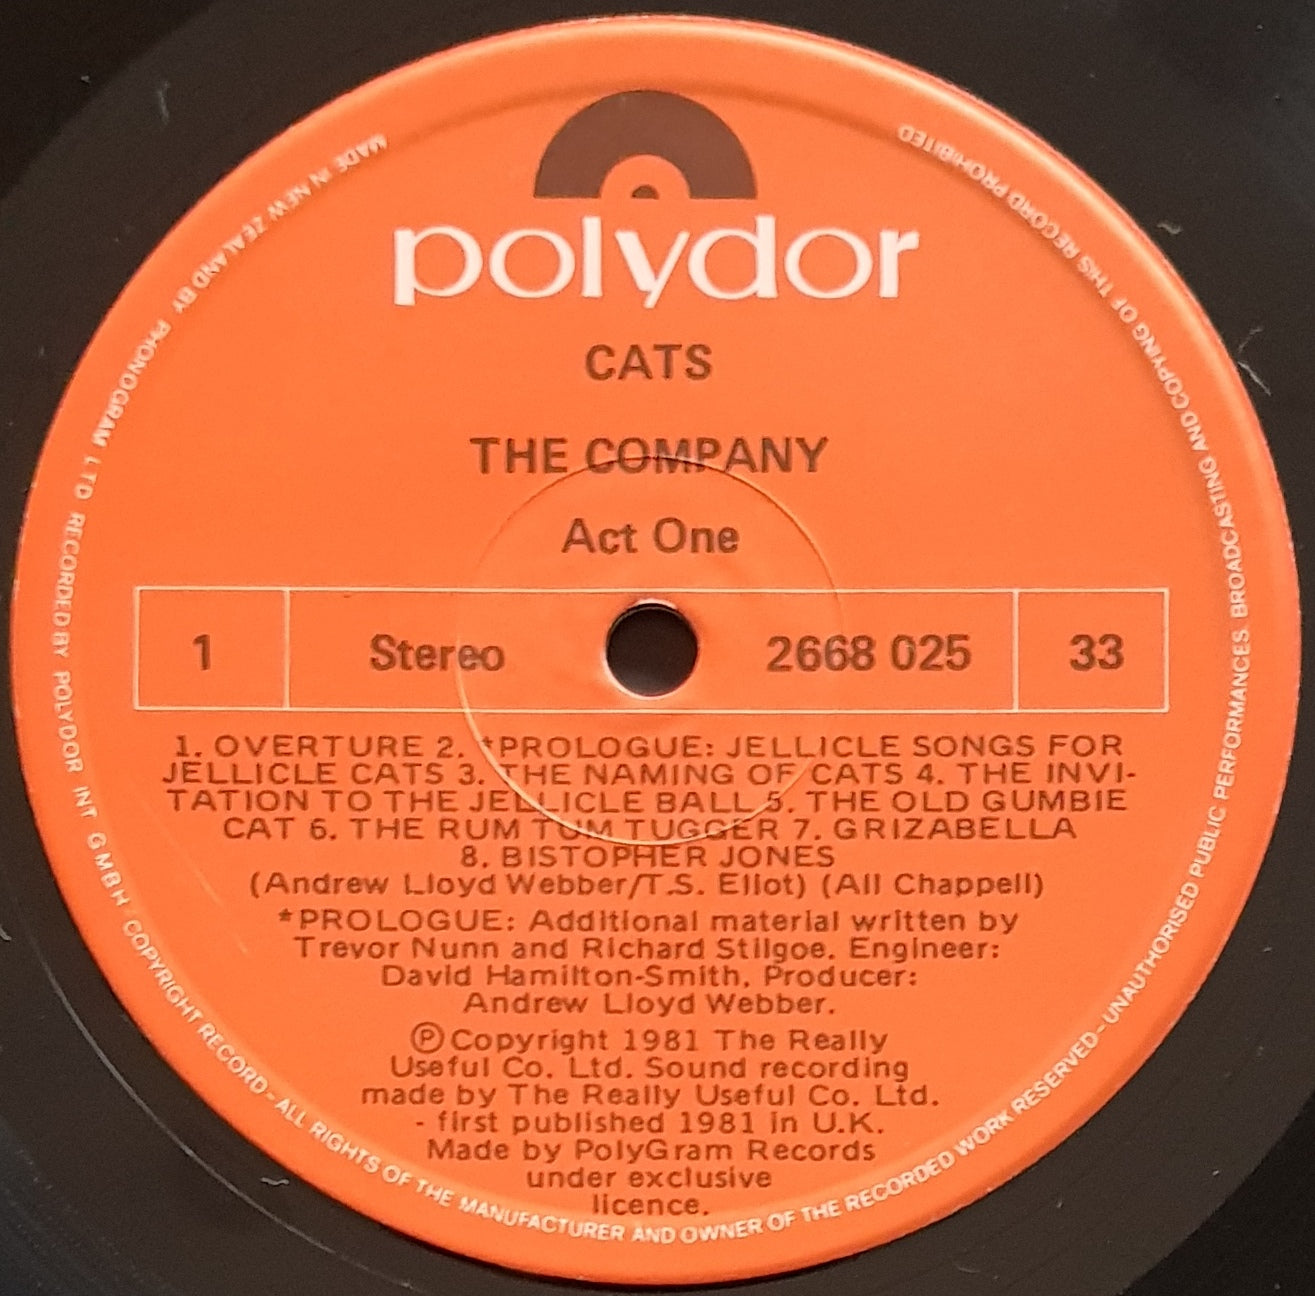 polydor
CATS
THE COMPANY
Act One
1 Stereo 2668 025 33
1. OVERTURE 2. *PROLOGUE: JELLICLE SONGS FOR
JELLICLE CATS 3. THE NAMING OF CATS 4. THE INVI-
TATION TO THE JELLICLE BALL 5. THE OLD GUMBIE
CAT 6. THE RUM TUM TUGGER 7. GRIZABELLA
8. BISTOPHER JONES
(Andrew Lloyd Webber/T.S. Eliot) (All Chappell)
*PROLOGUE: Additional material written by
Trevor Nunn and Richard Stilgoe. Engineer:
David Hamilton-Smith. Producer:
Andrew Lloyd Webber.
Ⓟ Copyright 1981 The Really
Useful Co. Ltd. Sound recording
made by The Really Useful Co. Ltd.
- first published 1981 in U.K.
Made by PolyGram Records
under exclusive
licence.
MADE IN NEW ZEALAND BY PHONOGRAM LTD RECORDED BY POLYDOR INT GMBH COPYRIGHT RECORD - ALL RIGHTS OF THE MANUFACTURER AND OWNER OF THE RECORDED WORK RESERVED - UNAUTHORISED PUBLIC PERFORMANCES BROADCASTING AND COPYING OF THIS RECORD PROHIBITED